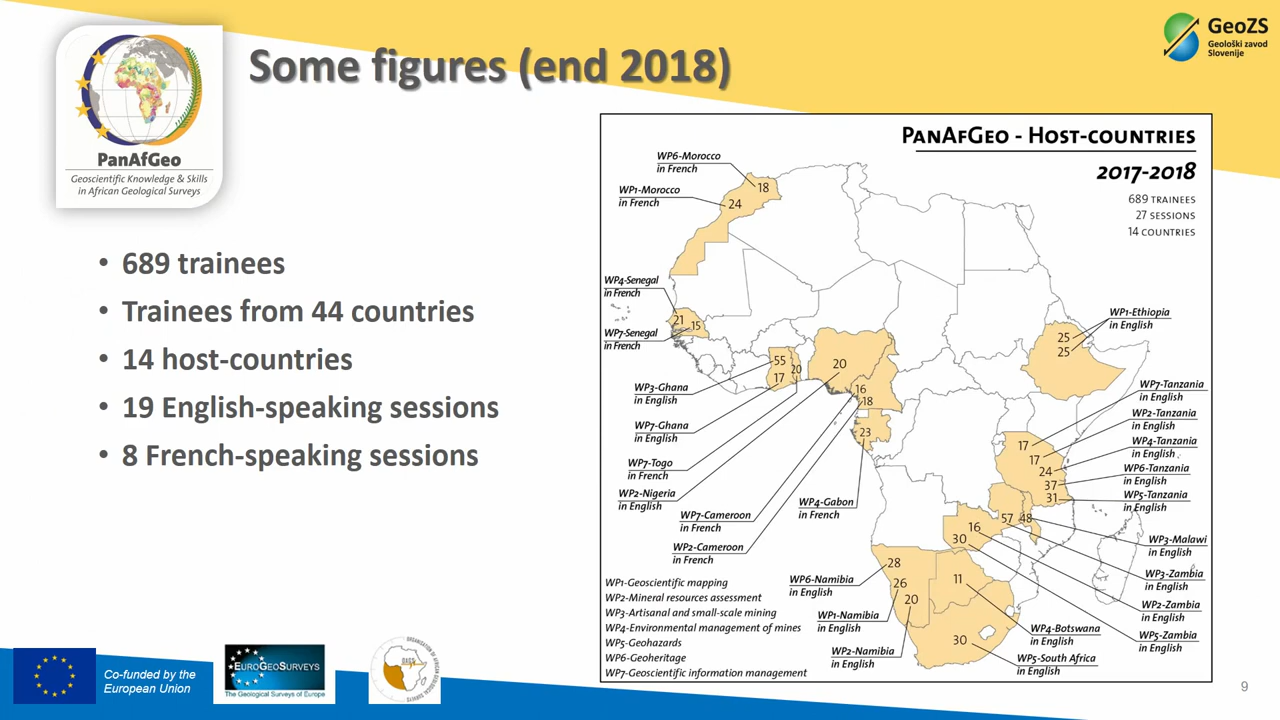 Some figures (end 2018)
GeoZS
Geološki zavod
Slovenije
PanAfGeo
Geoscientific Knowledge & Skills
in African Geological Surveys
• 689 trainees
• Trainees from 44 countries
• 14 host-countries
• 19 English-speaking sessions
• 8 French-speaking sessions
PanAfGeo - Host-countries
2017-2018
689 trainees
27 sessions
14 countries
WP6-Morocco
in French
18
WP1-Morocco
in French
24
WP4-Senegal
in French
21
15
WP7-Senegal
in French
WP1-Ethiopia
in English
25
25
55
17
20
20
16
18
23
WP3-Ghana
in English
WP7-Ghana
in English
WP7-Togo
in French
WP2-Nigeria
in English
WP7-Cameroon
in French
WP2-Cameroon
in French
WP4-Gabon
in French
WP7-Tanzania
in English
WP2-Tanzania
in English
WP4-Tanzania
in English
WP6-Tanzania
in English
WP5-Tanzania
in English
17
17
24
37
31
57
48
16
30
WP3-Malawi
in English
WP3-Zambia
in English
WP2-Zambia
in English
WP5-Zambia
in English
28
26
20
11
30
WP6-Namibia
in English
WP1-Namibia
in English
WP2-Namibia
in English
WP4-Botswana
in English
WP5-South Africa
in English
WP1-Geoscientific mapping
WP2-Mineral resources assessment
WP3-Artisanal and small-scale mining
WP4-Environmental management of mines
WP5-Geohazards
WP6-Geoheritage
WP7-Geoscientific information management
Co-funded by the
European Union
EuroGeoSurveys
The Geological Surveys of Europe
OAGS
ORGANISATION OF AFRICAN GEOLOGICAL SURVEYS
9